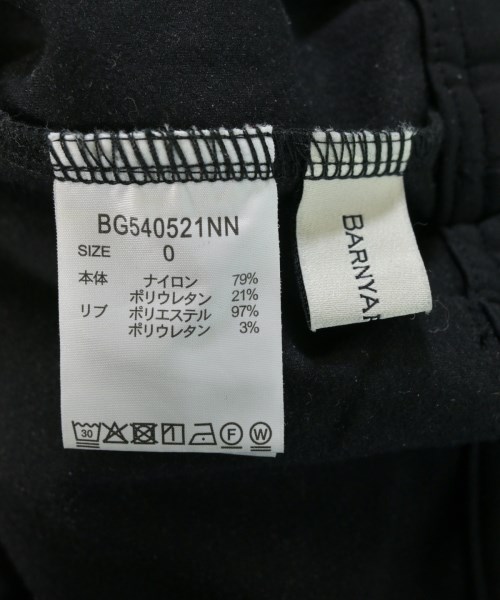 BG540521NN
SIZE 0
本体 ナイロン 79%
ポリウレタン 21%
リブ ポリエステル 97%
ポリウレタン 3%
30 F W